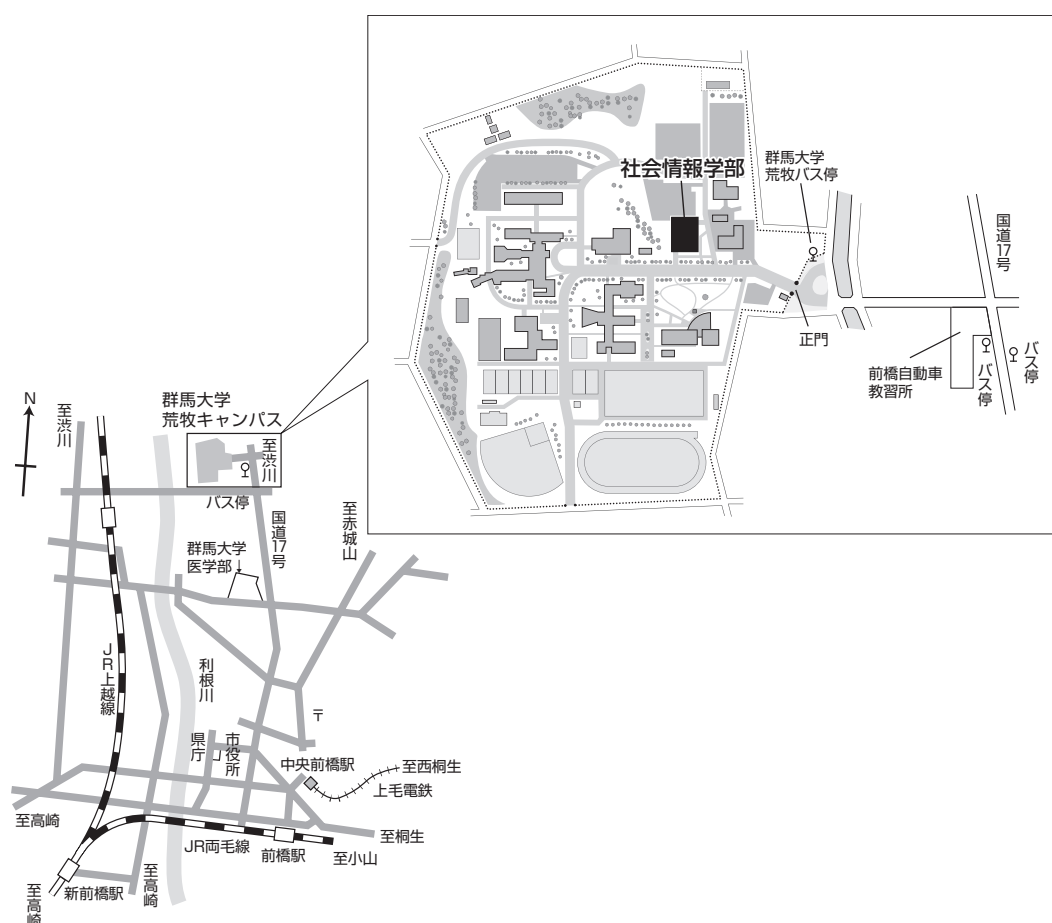 社会情報学部
群馬大学
荒牧バス停
国道17号
正門
前橋自動車
教習所
バス停
バス停
N
至渋川
群馬大学
荒牧キャンパス
至渋川
バス停
国道17号
至赤城山
群馬大学
医学部
JR上越線
利根川
〒
県庁
市役所
中央前橋駅
至西桐生
上毛電鉄
至高崎
至桐生
JR両毛線
前橋駅
至小山
新前橋駅
至高崎
至高崎